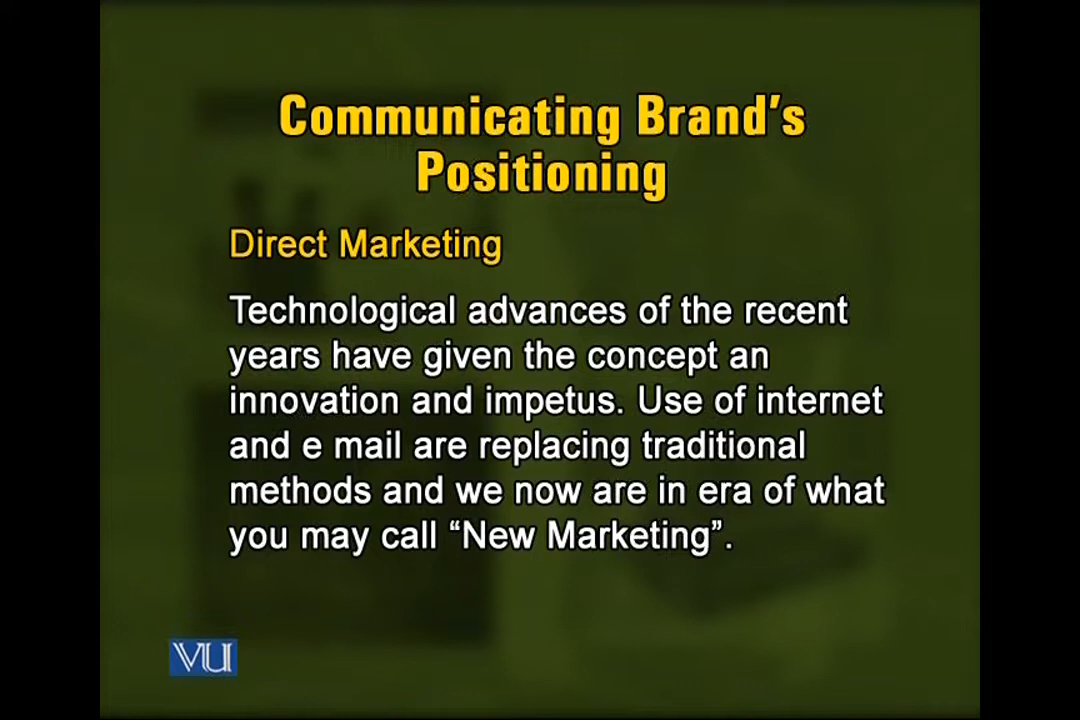 Communicating Brand's
Positioning
Direct Marketing
Technological advances of the recent
years have given the concept an
innovation and impetus. Use of internet
and e mail are replacing traditional
methods and we now are in era of what
you may call “New Marketing”.
VU